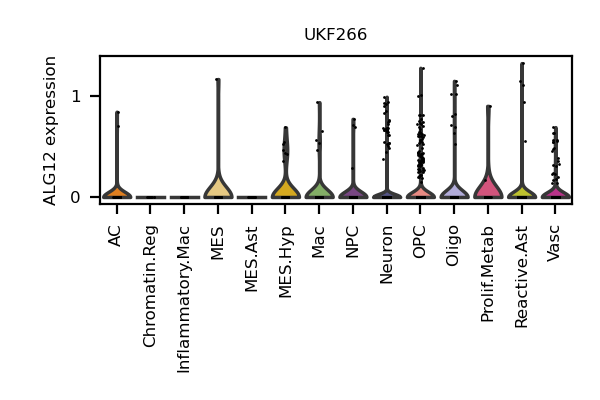 UKF266
ALG12 expression
1
0
AC
Chromatin.Reg
Inflammatory.Mac
MES
MES.Ast
MES.Hyp
Mac
NPC
Neuron
OPC
Oligo
Prolif.Metab
Reactive.Ast
Vasc